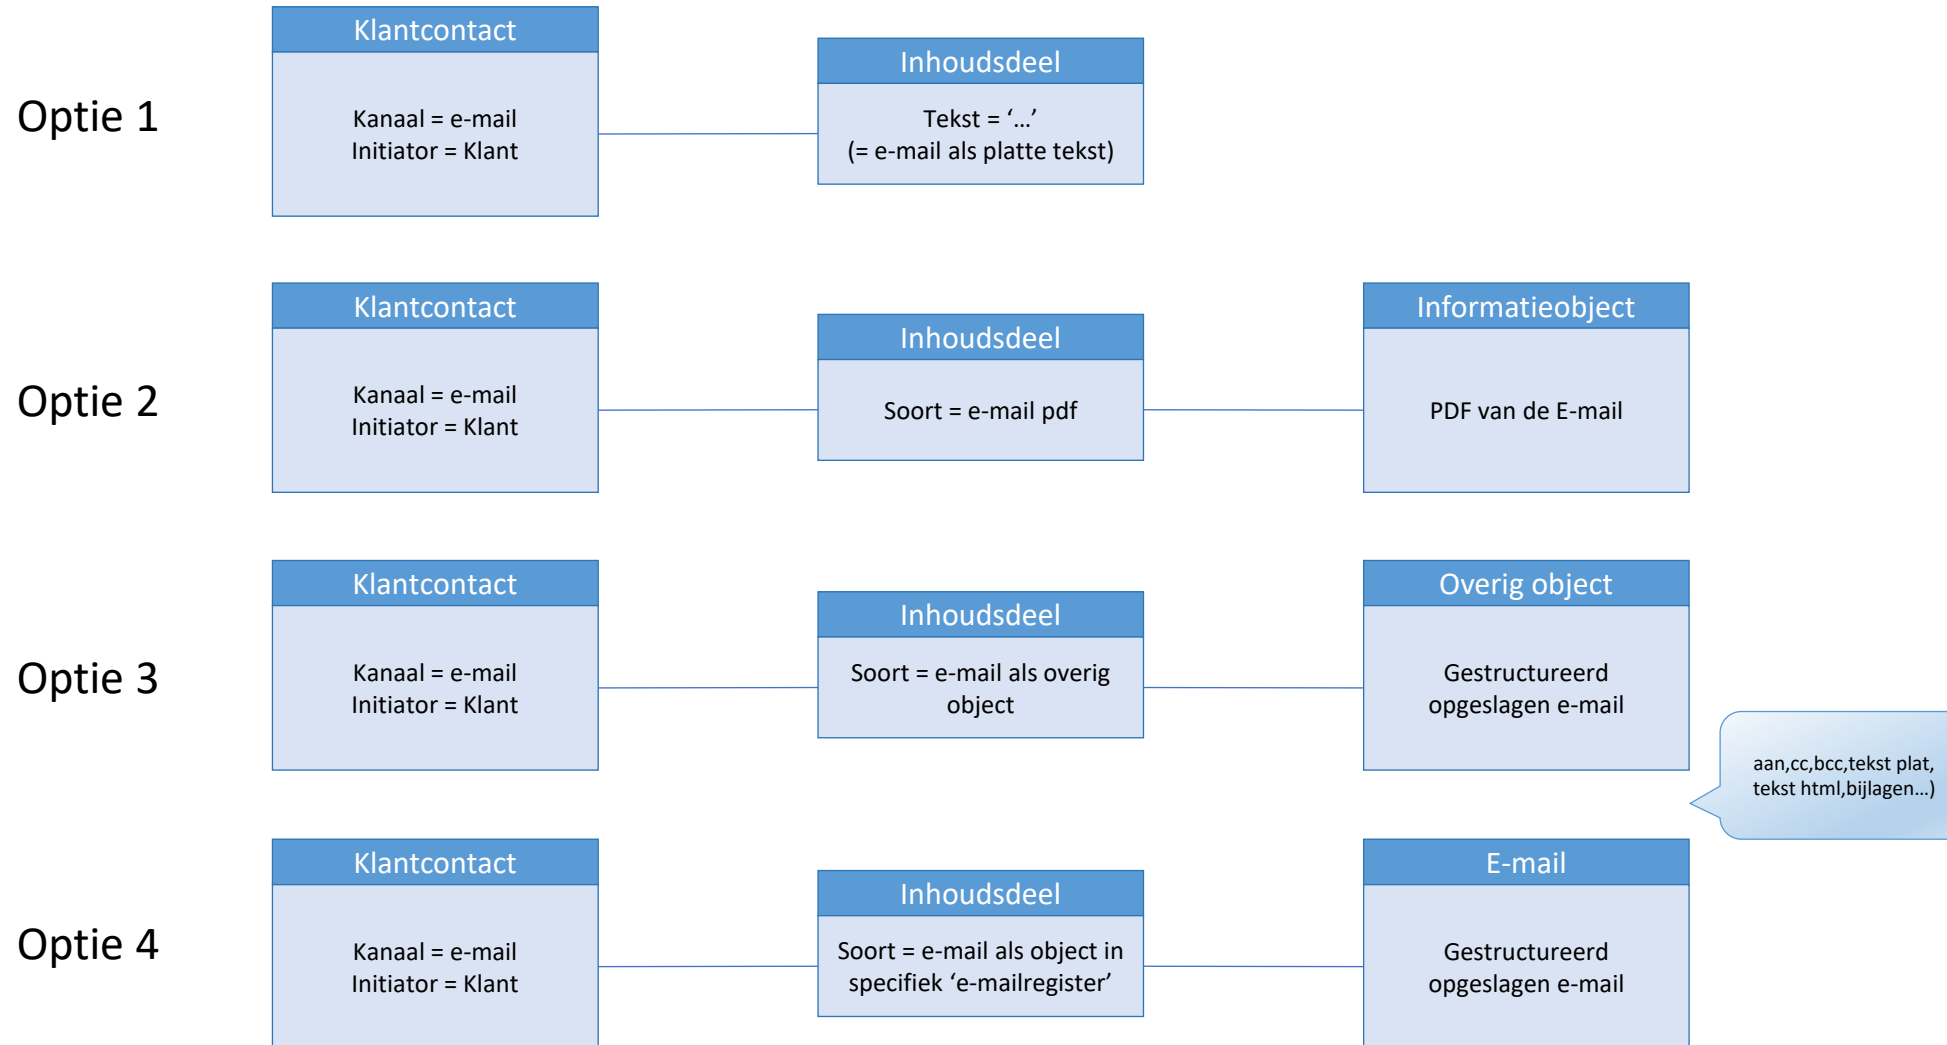 Optie 1
Klantcontact
Kanaal = e-mail
Initiator = Klant
Inhoudsdeel
Tekst = ‘…’
(= e-mail als platte tekst)
Optie 2
Klantcontact
Kanaal = e-mail
Initiator = Klant
Inhoudsdeel
Soort = e-mail pdf
Informatieobject
PDF van de E-mail
Optie 3
Klantcontact
Kanaal = e-mail
Initiator = Klant
Inhoudsdeel
Soort = e-mail als overig
object
Overig object
Gestructureerd
opgeslagen e-mail
aan,cc,bcc,tekst plat,
tekst html,bijlagen…)
Optie 4
Klantcontact
Kanaal = e-mail
Initiator = Klant
Inhoudsdeel
Soort = e-mail als object in
specifiek ‘e-mailregister’
E-mail
Gestructureerd
opgeslagen e-mail